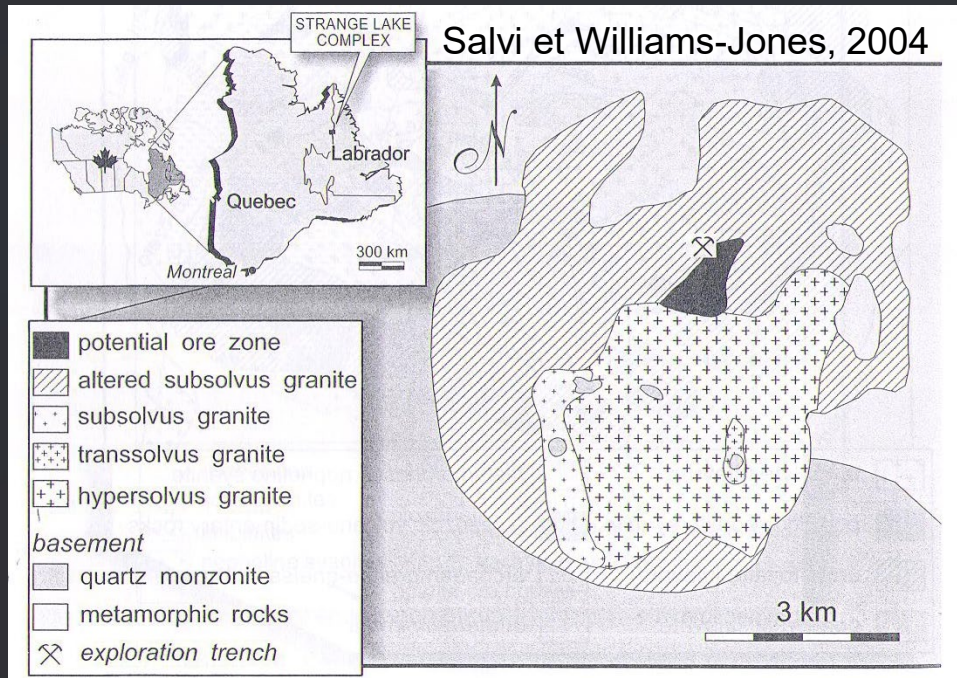 STRANGE LAKE
COMPLEX
Salvi et Williams-Jones, 2004
N
Labrador
Quebec
300 km
Montreal
potential ore zone
altered subsolvus granite
subsolvus granite
transsolvus granite
hypersolvus granite
basement
quartz monzonite
metamorphic rocks
exploration trench
3 km